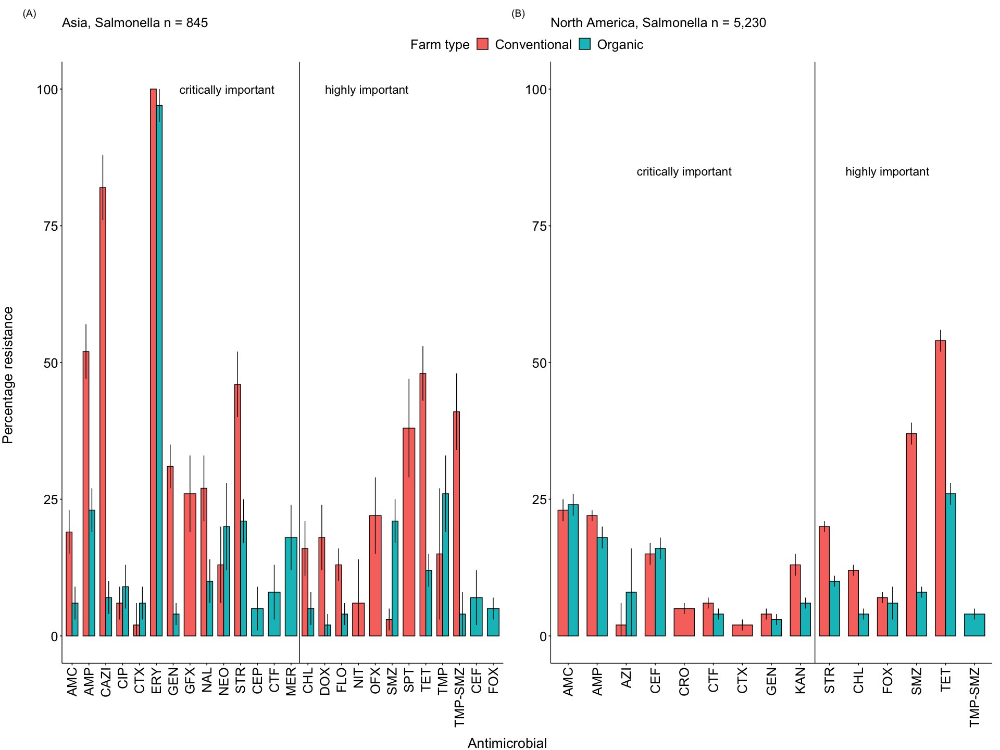 (A)
Asia, Salmonella n = 845
(B)
North America, Salmonella n = 5,230
Farm type Conventional Organic
Percentage resistance
100
75
50
25
0
critically important
highly important
AMC AMP CAZI CIP CTX ERY GEN GFX NAL NEO STR CEP CTF MER CHL DOX FLO NIT OFX SMZ SPT TET TMP TMP-SMZ CEF FOX
100
75
50
25
0
critically important
highly important
AMC AMP AZI CEF CRO CTF CTX GEN KAN STR CHL FOX SMZ TET TMP-SMZ
Antimicrobial